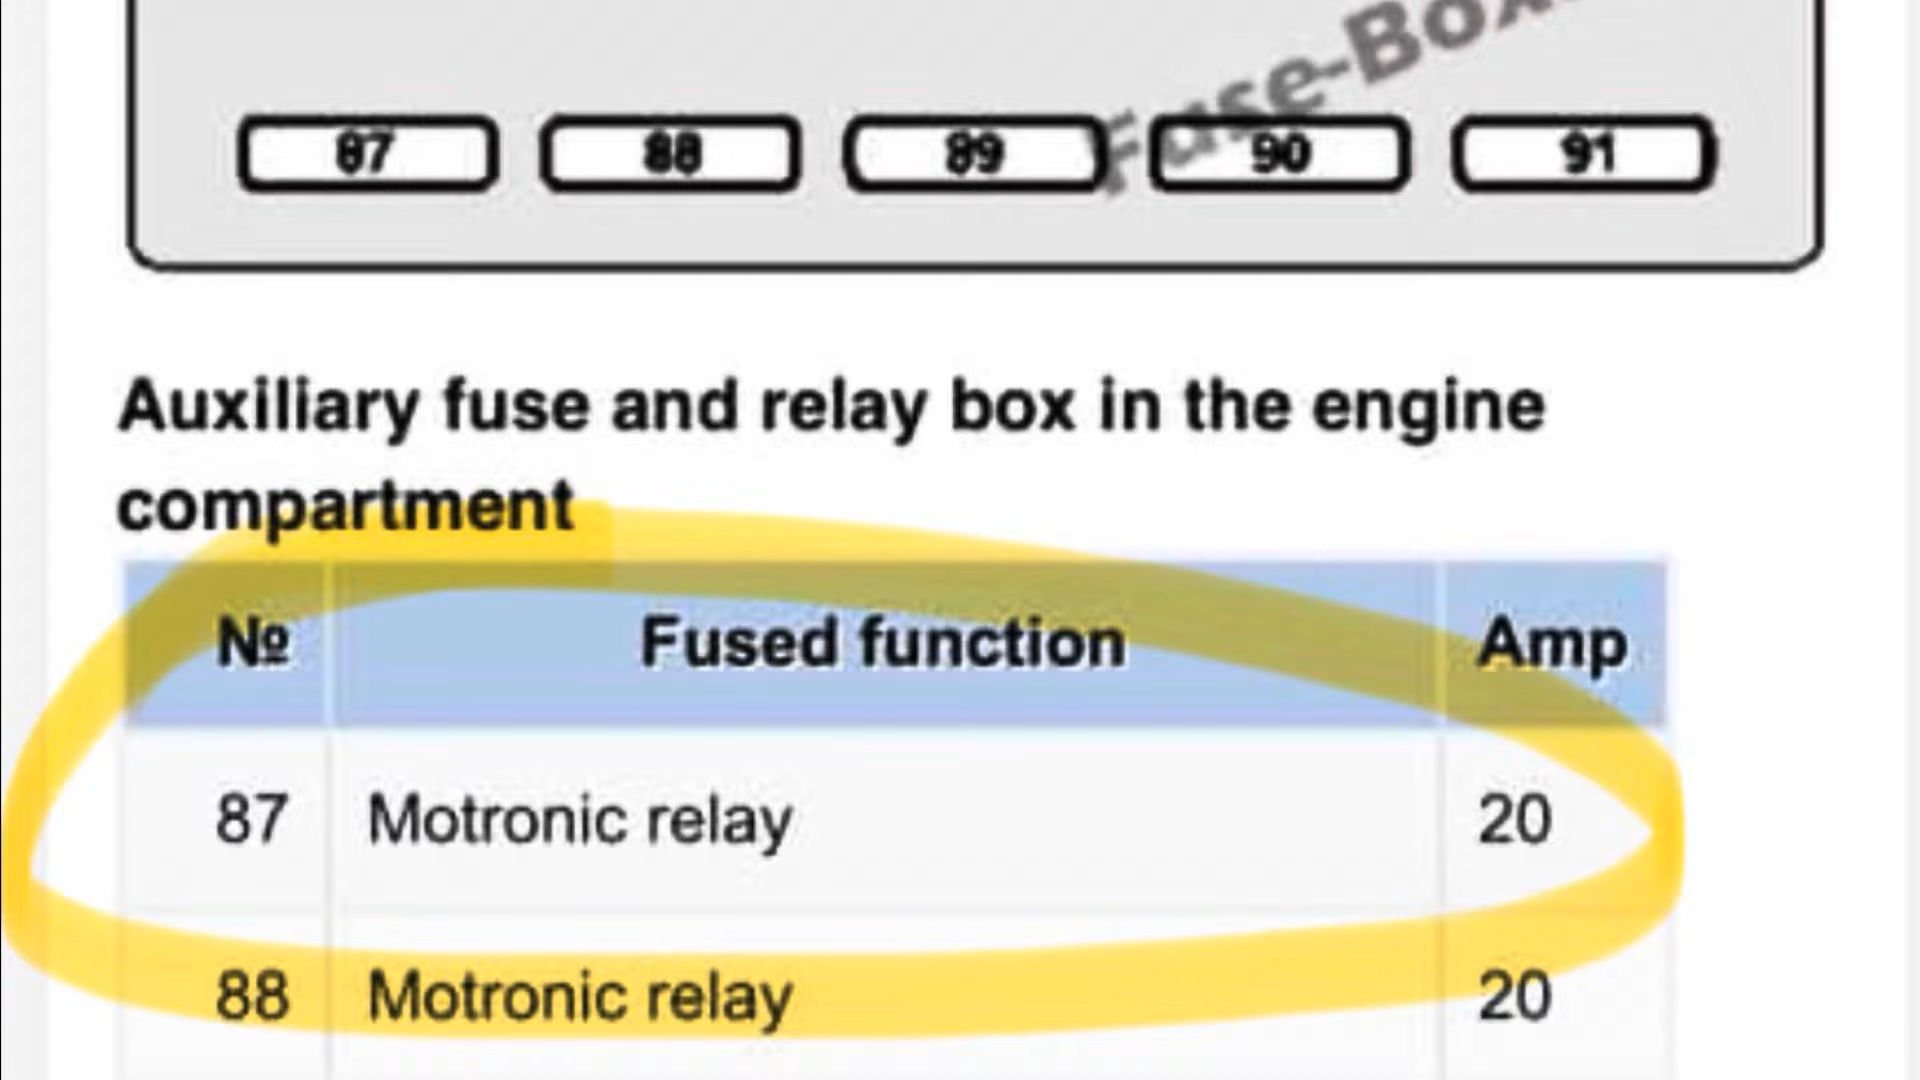 Fuse-Box
87 88 89 90 91
Auxiliary fuse and relay box in the engine
compartment
№ Fused function Amp
87 Motronic relay 20
88 Motronic relay 20